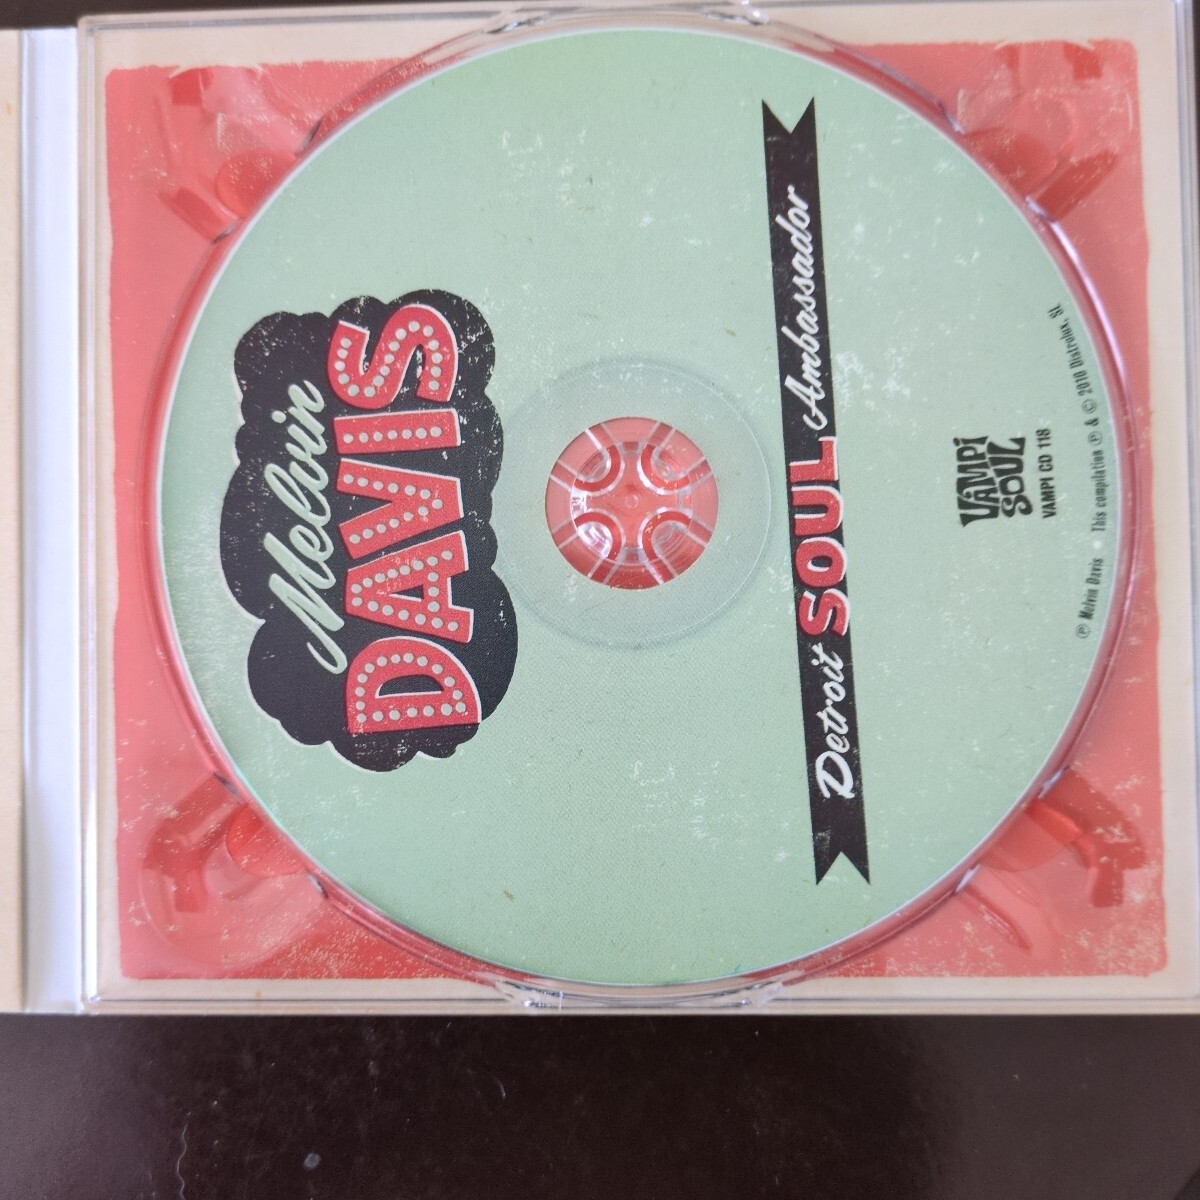 Melvin
DAVIS
Detroit SOUL Ambassador
VAMPi
SOUL
VAMPI CD 118
℗ Melvin Davis • This compilation ℗ & © 2010 Distrolux, SL